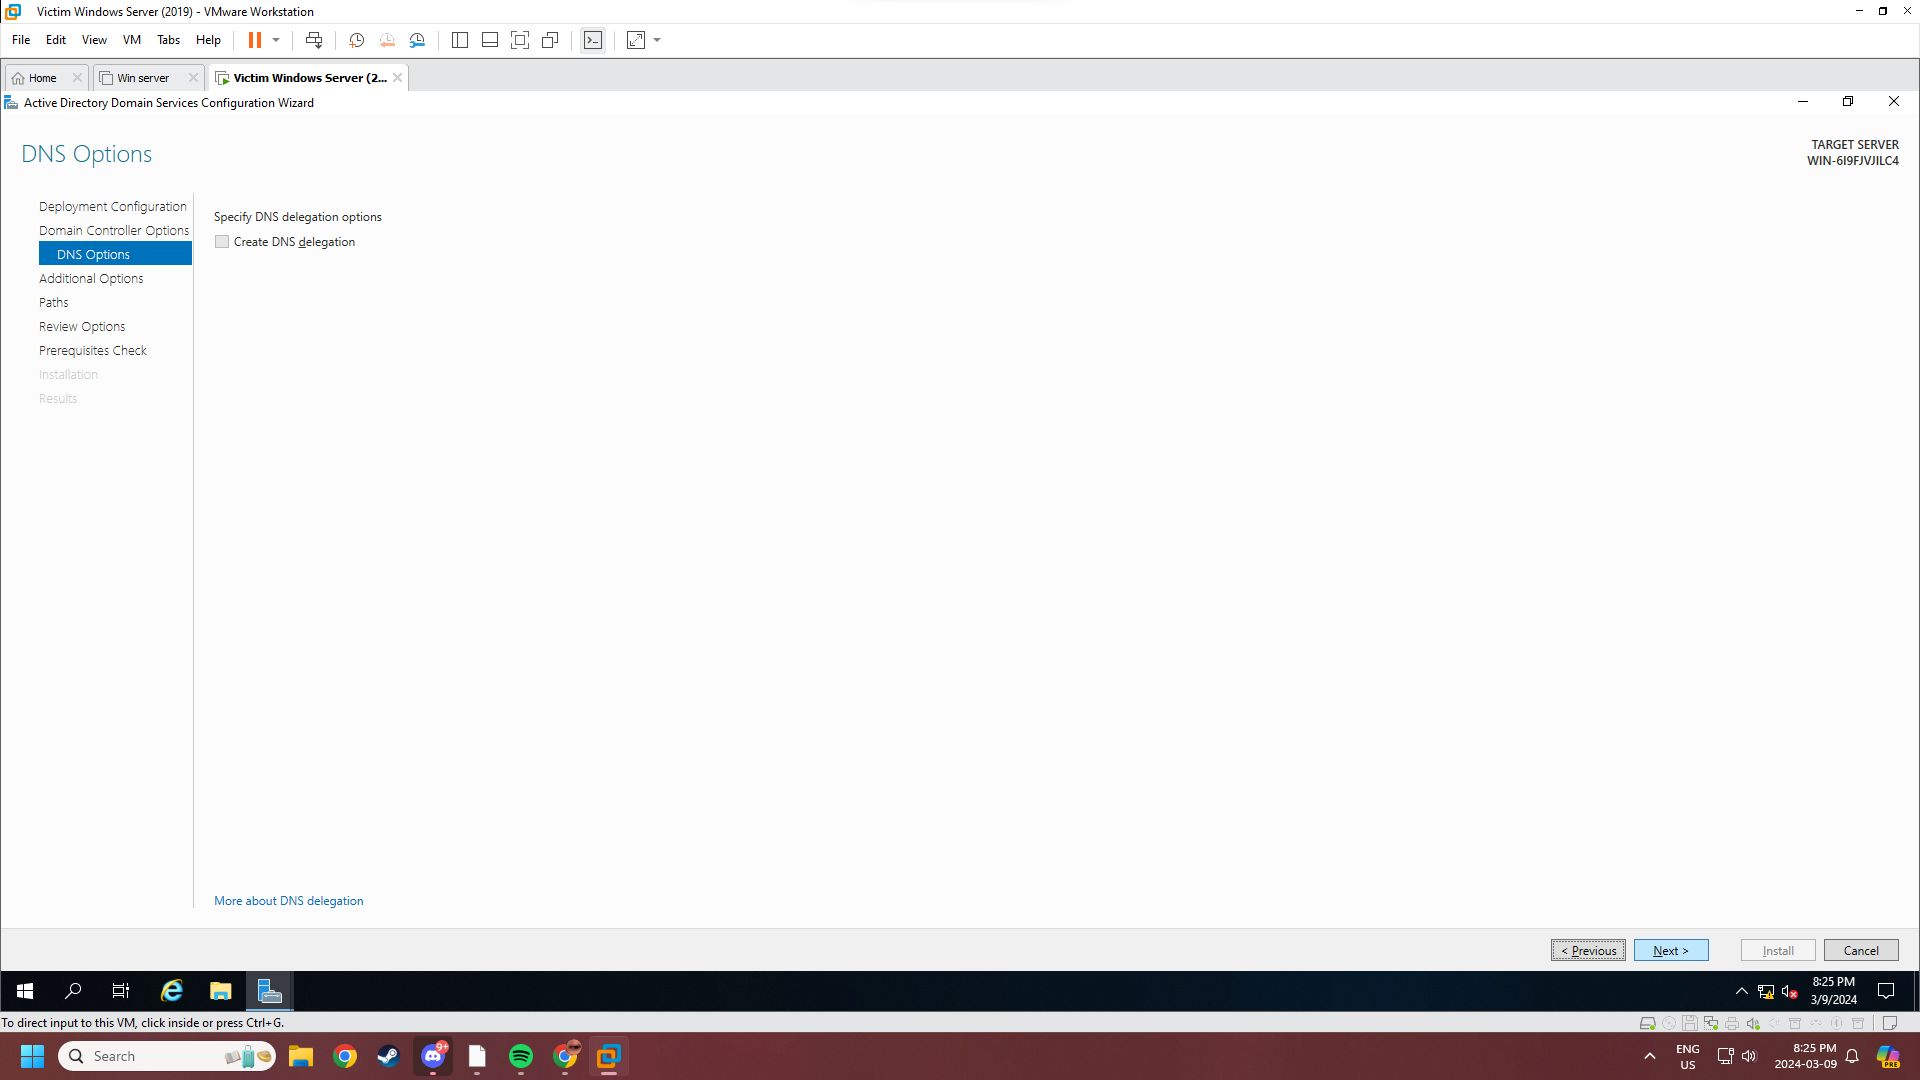 Victim Windows Server (2019) - VMware Workstation
File Edit View VM Tabs Help
Home Win server Victim Windows Server (2...
Active Directory Domain Services Configuration Wizard
DNS Options
TARGET SERVER
WIN-6I9FJVJILC4
Deployment Configuration
Domain Controller Options
DNS Options
Additional Options
Paths
Review Options
Prerequisites Check
Installation
Results
Specify DNS delegation options
Create DNS delegation
More about DNS delegation
< Previous Next > Install Cancel
8:25 PM
3/9/2024
To direct input to this VM, click inside or press Ctrl+G.
Search
9+
ENG
US
8:25 PM
2024-03-09
PRE